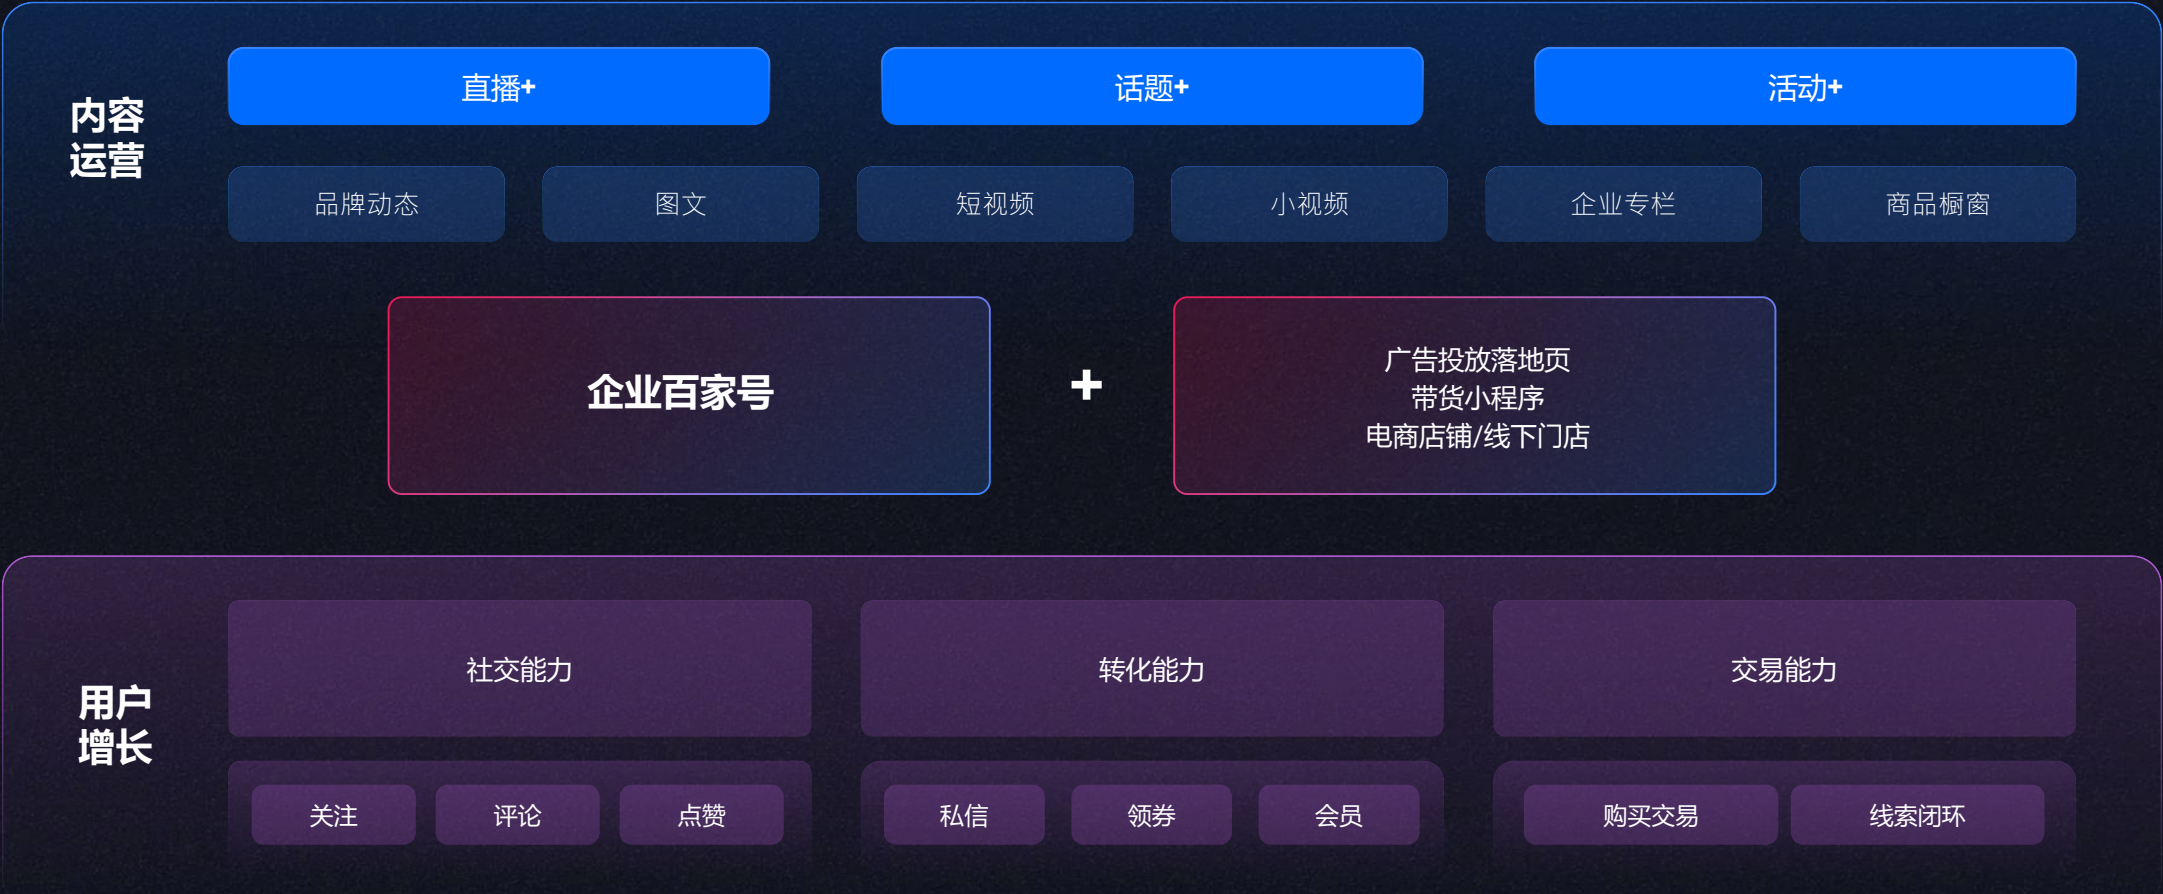 内容
运营
直播+
话题+
活动+
品牌动态
图文
短视频
小视频
企业专栏
商品橱窗
企业百家号
+
广告投放落地页
带货小程序
电商店铺/线下门店
用户
增长
社交能力
转化能力
交易能力
关注
评论
点赞
私信
领券
会员
购买交易
线索闭环